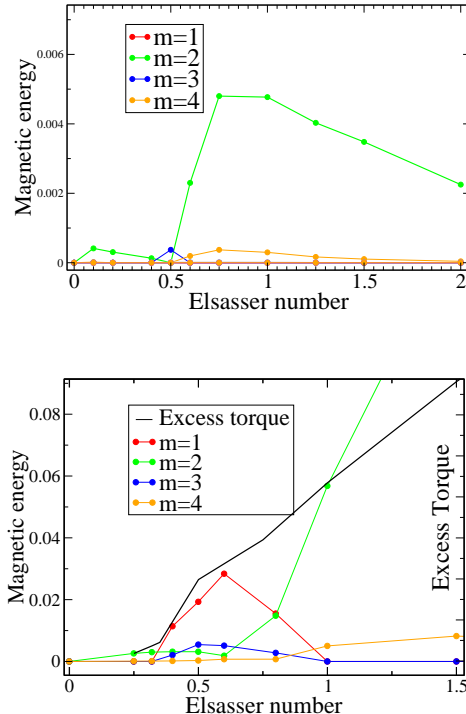 m=1
m=2
m=3
m=4
Magnetic energy
0.006
0.004
0.002
0
0 0.5 1 1.5 2
Elsasser number
Excess torque
m=1
m=2
m=3
m=4
Magnetic energy
Excess Torque
0.08
0.06
0.04
0.02
0
0 0.5 1 1.5
Elsasser number